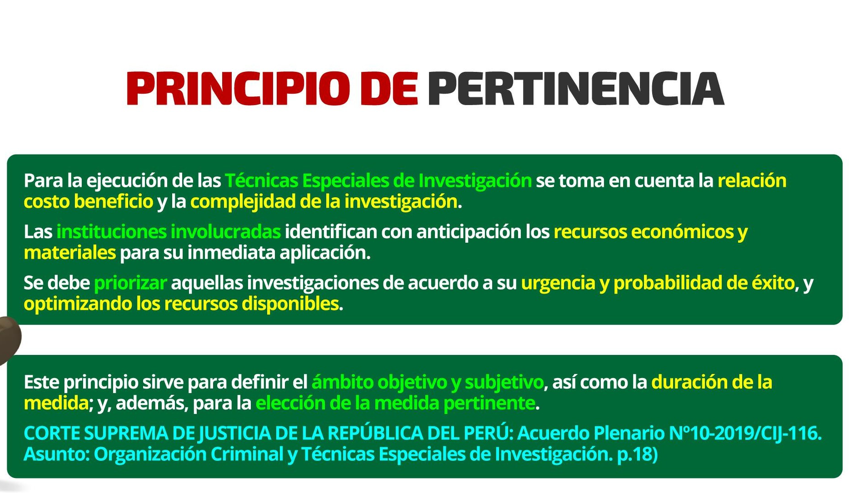 PRINCIPIO DE PERTINENCIA
Para la ejecución de las Técnicas Especiales de Investigación se toma en cuenta la relación
costo beneficio y la complejidad de la investigación.
Las instituciones involucradas identifican con anticipación los recursos económicos y
materiales para su inmediata aplicación.
Se debe priorizar aquellas investigaciones de acuerdo a su urgencia y probabilidad de éxito, y
optimizando los recursos disponibles.
Este principio sirve para definir el ámbito objetivo y subjetivo, así como la duración de la
medida; y, además, para la elección de la medida pertinente.
CORTE SUPREMA DE JUSTICIA DE LA REPÚBLICA DEL PERÚ: Acuerdo Plenario Nº10-2019/CIJ-116.
Asunto: Organización Criminal y Técnicas Especiales de Investigación. p.18)